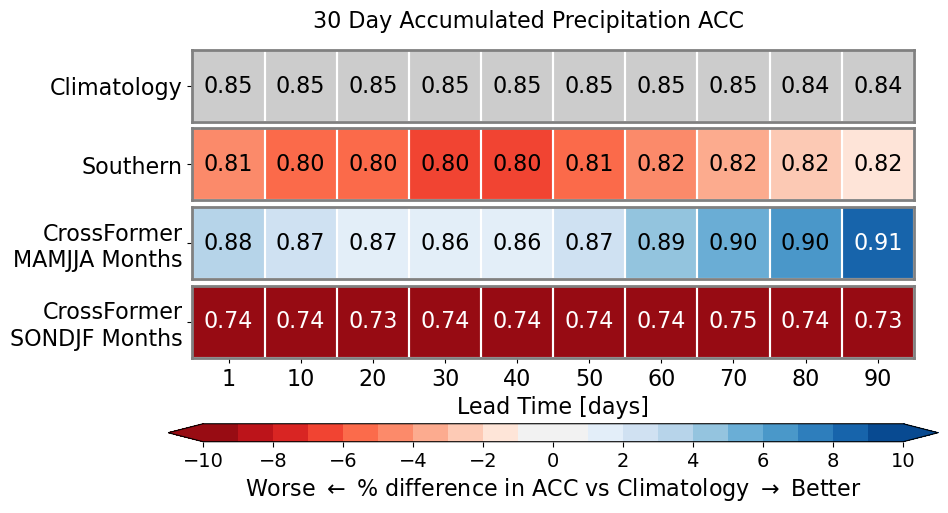 30 Day Accumulated Precipitation ACC
Climatology 0.85 0.85 0.85 0.85 0.85 0.85 0.85 0.85 0.84 0.84
Southern 0.81 0.80 0.80 0.80 0.80 0.81 0.82 0.82 0.82 0.82
CrossFormer
MAMJJA Months 0.88 0.87 0.87 0.86 0.86 0.87 0.89 0.90 0.90 0.91
CrossFormer
SONDJF Months 0.74 0.74 0.73 0.74 0.74 0.74 0.74 0.75 0.74 0.73
1 10 20 30 40 50 60 70 80 90
Lead Time [days]
−10 −8 −6 −4 −2 0 2 4 6 8 10
Worse ← % difference in ACC vs Climatology → Better